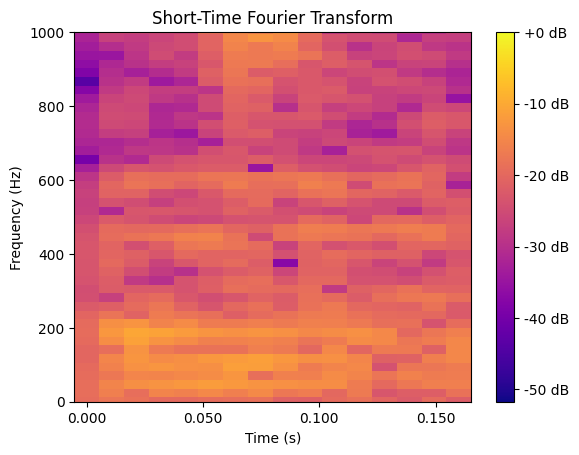 Short-Time Fourier Transform
1000
800
600
400
200
0
Frequency (Hz)
0.000
0.050
0.100
0.150
Time (s)
+0 dB
-10 dB
-20 dB
-30 dB
-40 dB
-50 dB